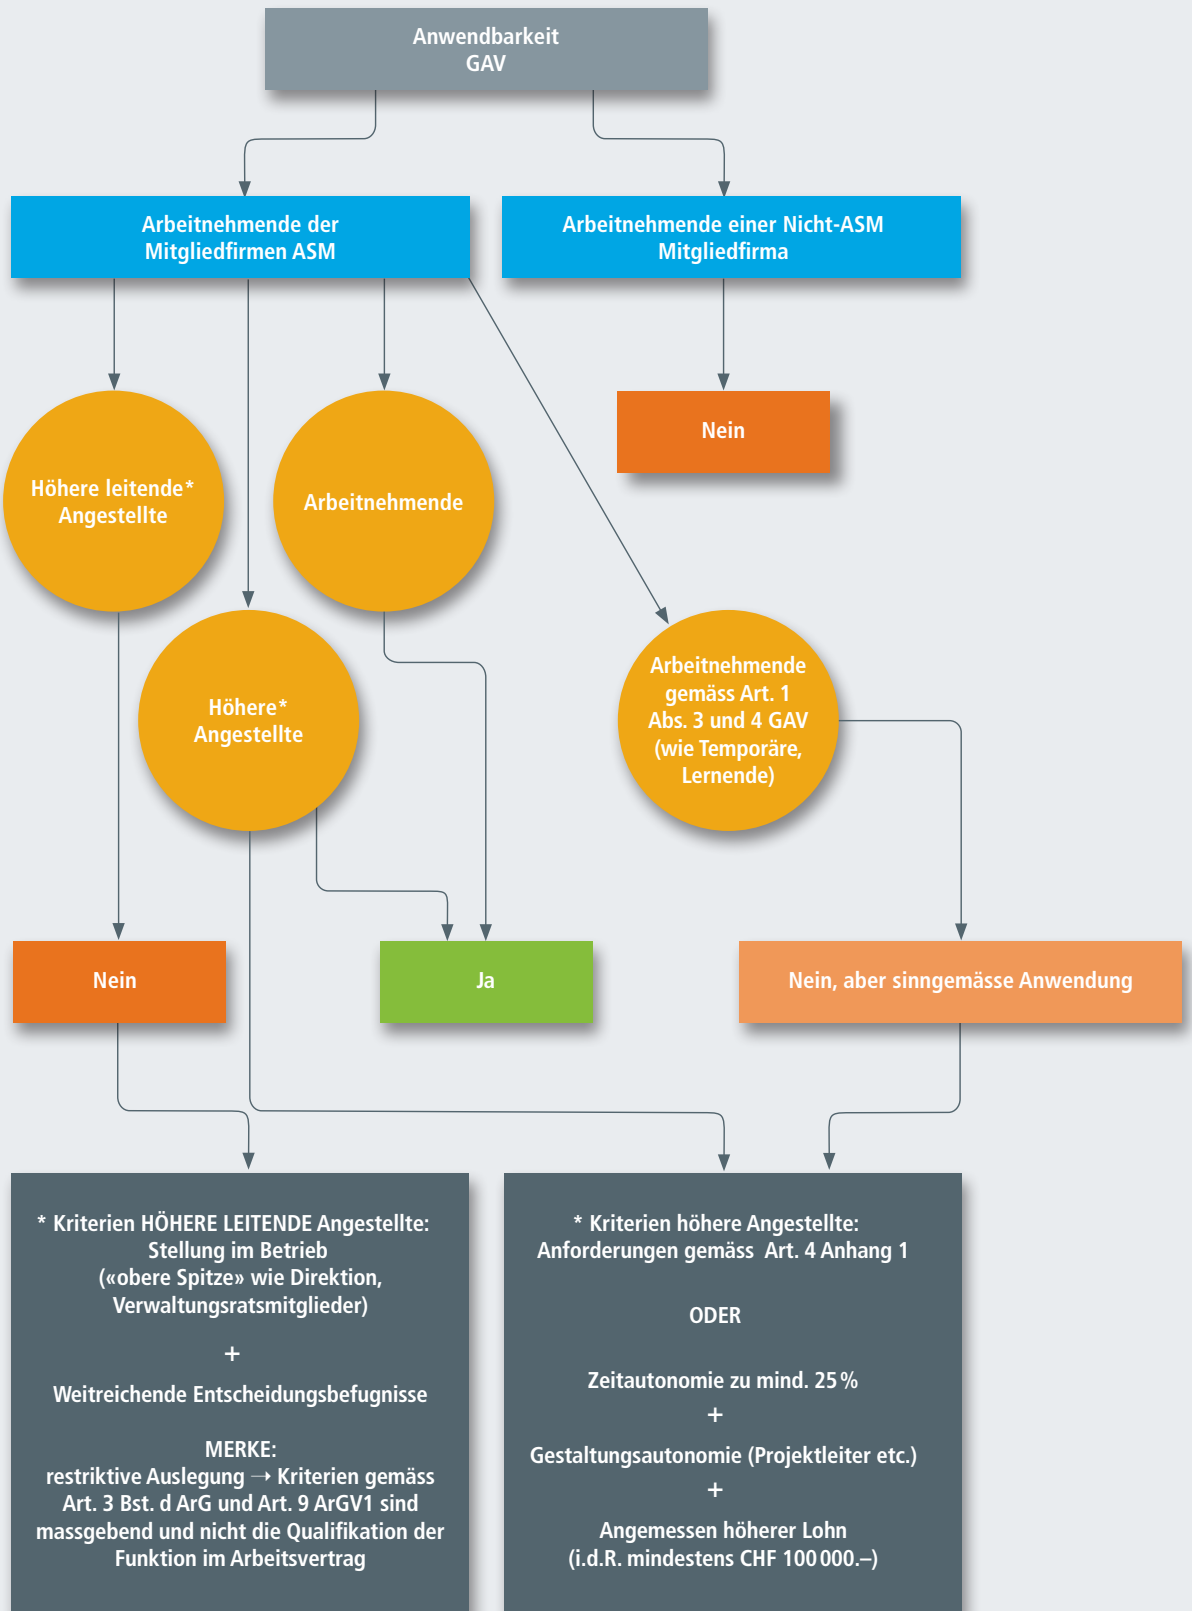 Anwendbarkeit
GAV
Arbeitnehmende der
Mitgliedfirmen ASM
Arbeitnehmende einer Nicht-ASM
Mitgliedfirma
Nein
Höhere leitende*
Angestellte
Arbeitnehmende
Höhere*
Angestellte
Arbeitnehmende
gemäss Art. 1
Abs. 3 und 4 GAV
(wie Temporäre,
Lernende)
Nein
Ja
Nein, aber sinngemässe Anwendung
* Kriterien HÖHERE LEITENDE Angestellte:
Stellung im Betrieb
(«obere Spitze» wie Direktion,
Verwaltungsratsmitglieder)
+
Weitreichende Entscheidungsbefugnisse
MERKE:
restriktive Auslegung → Kriterien gemäss
Art. 3 Bst. d ArG und Art. 9 ArGV1 sind
massgebend und nicht die Qualifikation der
Funktion im Arbeitsvertrag
* Kriterien höhere Angestellte:
Anforderungen gemäss Art. 4 Anhang 1
ODER
Zeitautonomie zu mind. 25 %
+
Gestaltungsautonomie (Projektleiter etc.)
+
Angemessen höherer Lohn
(i.d.R. mindestens CHF 100 000.–)